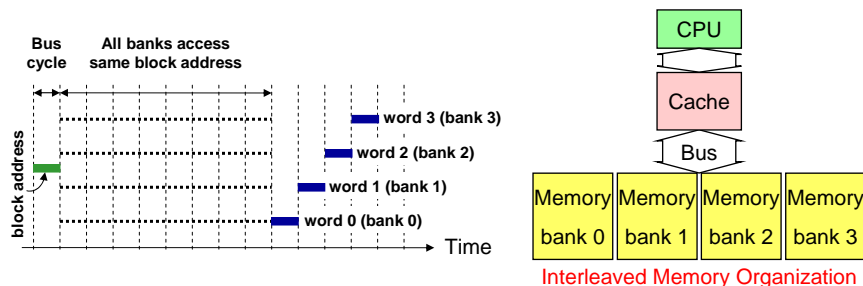 Bus
cycle
All banks access
same block address
word 3 (bank 3)
word 2 (bank 2)
word 1 (bank 1)
word 0 (bank 0)
block address
Time
CPU
Cache
Bus
Memory
bank 0
Memory
bank 1
Memory
bank 2
Memory
bank 3
Interleaved Memory Organization